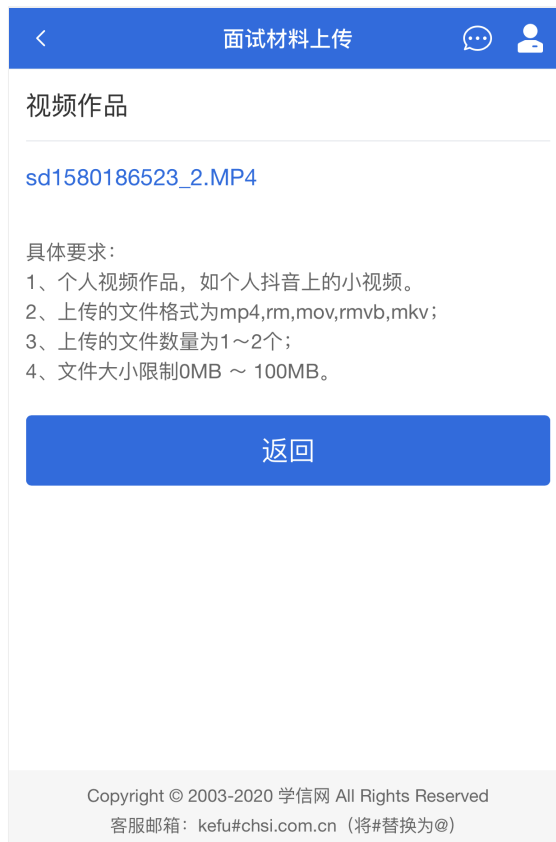 面试材料上传
视频作品
sd1580186523_2.MP4
具体要求：
1、个人视频作品，如个人抖音上的小视频。
2、上传的文件格式为mp4,rm,mov,rmvb,mkv；
3、上传的文件数量为1～2个；
4、文件大小限制0MB ～ 100MB。
返回
Copyright © 2003-2020 学信网 All Rights Reserved
客服邮箱：kefu#chsi.com.cn（将#替换为@）